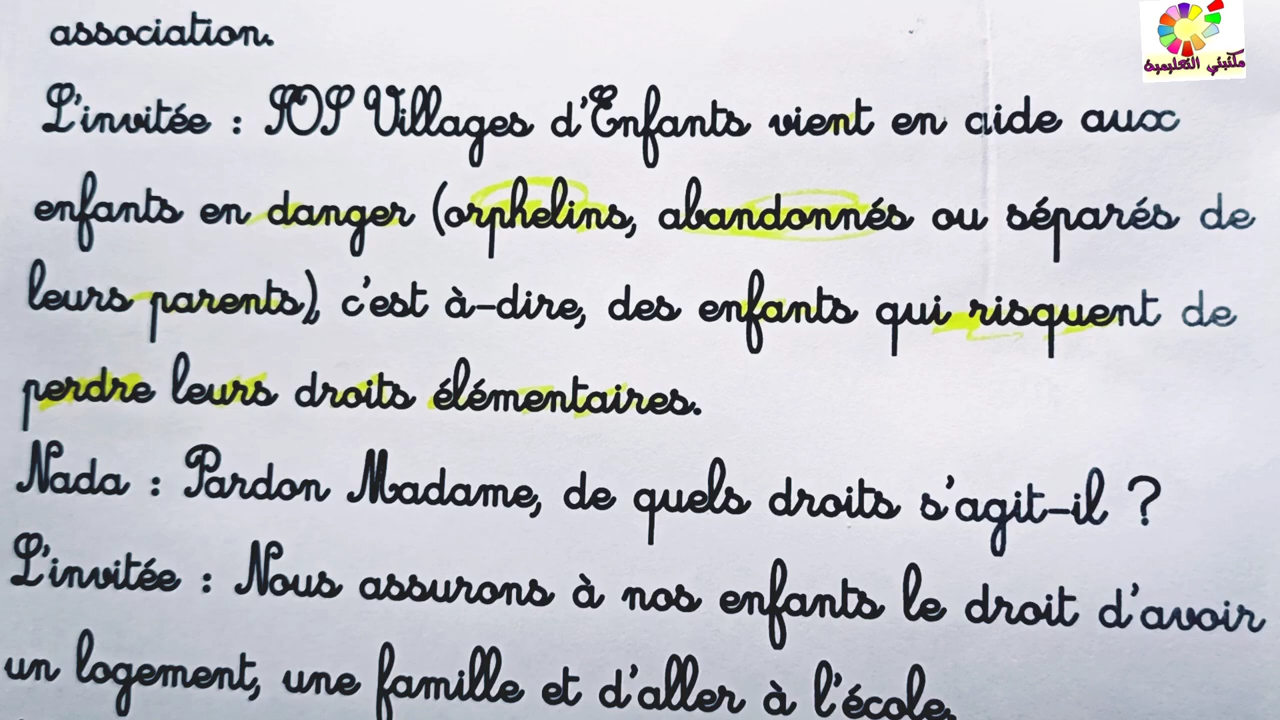 association.
L'invitée : SOS Villages d'Enfants vient en aide aux
enfants en danger (orphelins, abandonnés ou séparés de
leurs parents), c'est à-dire, des enfants qui risquent de
perdre leurs droits élémentaires.
Nada : Pardon Madame, de quels droits s'agit-il ?
L'invitée : Nous assurons à nos enfants le droit d'avoir
un logement, une famille et d'aller à l'école.
مكتبتي التعليمية